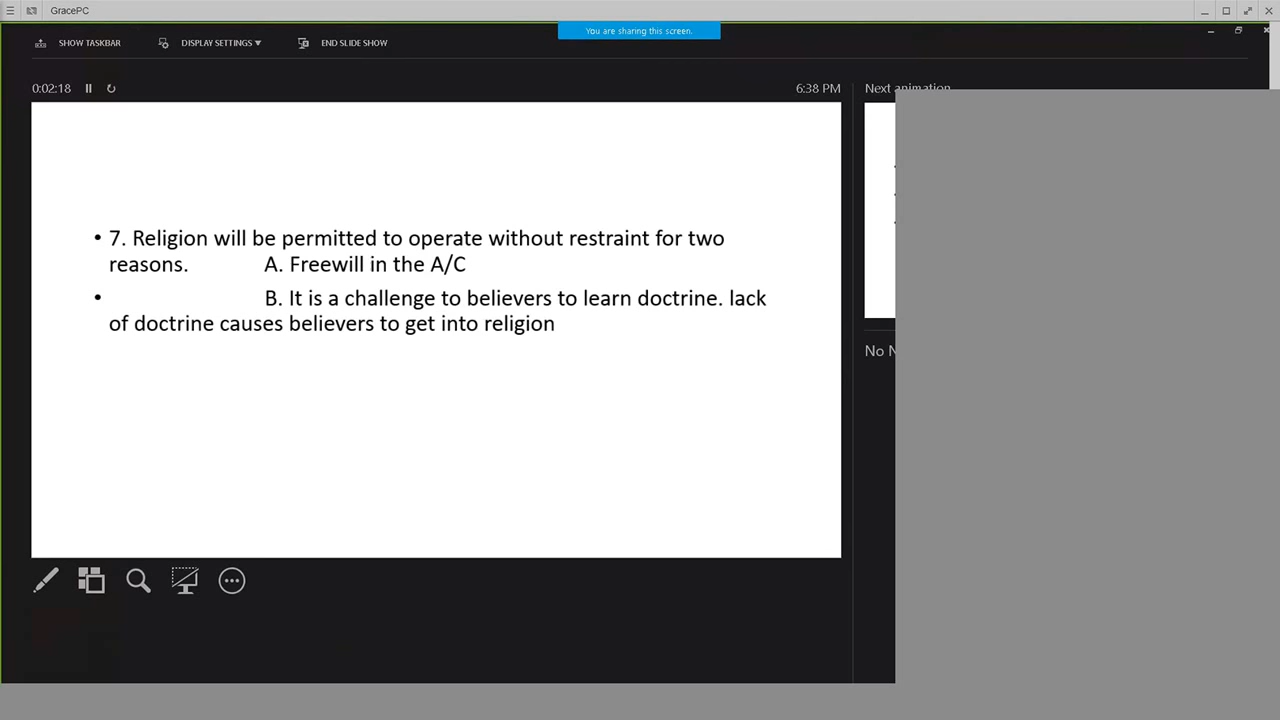 GracePC
You are sharing this screen.
SHOW TASKBAR
DISPLAY SETTINGS
END SLIDE SHOW
0:02:18
6:38 PM
Next animation
• 7. Religion will be permitted to operate without restraint for two
reasons. A. Freewill in the A/C
• B. It is a challenge to believers to learn doctrine. lack
of doctrine causes believers to get into religion
No